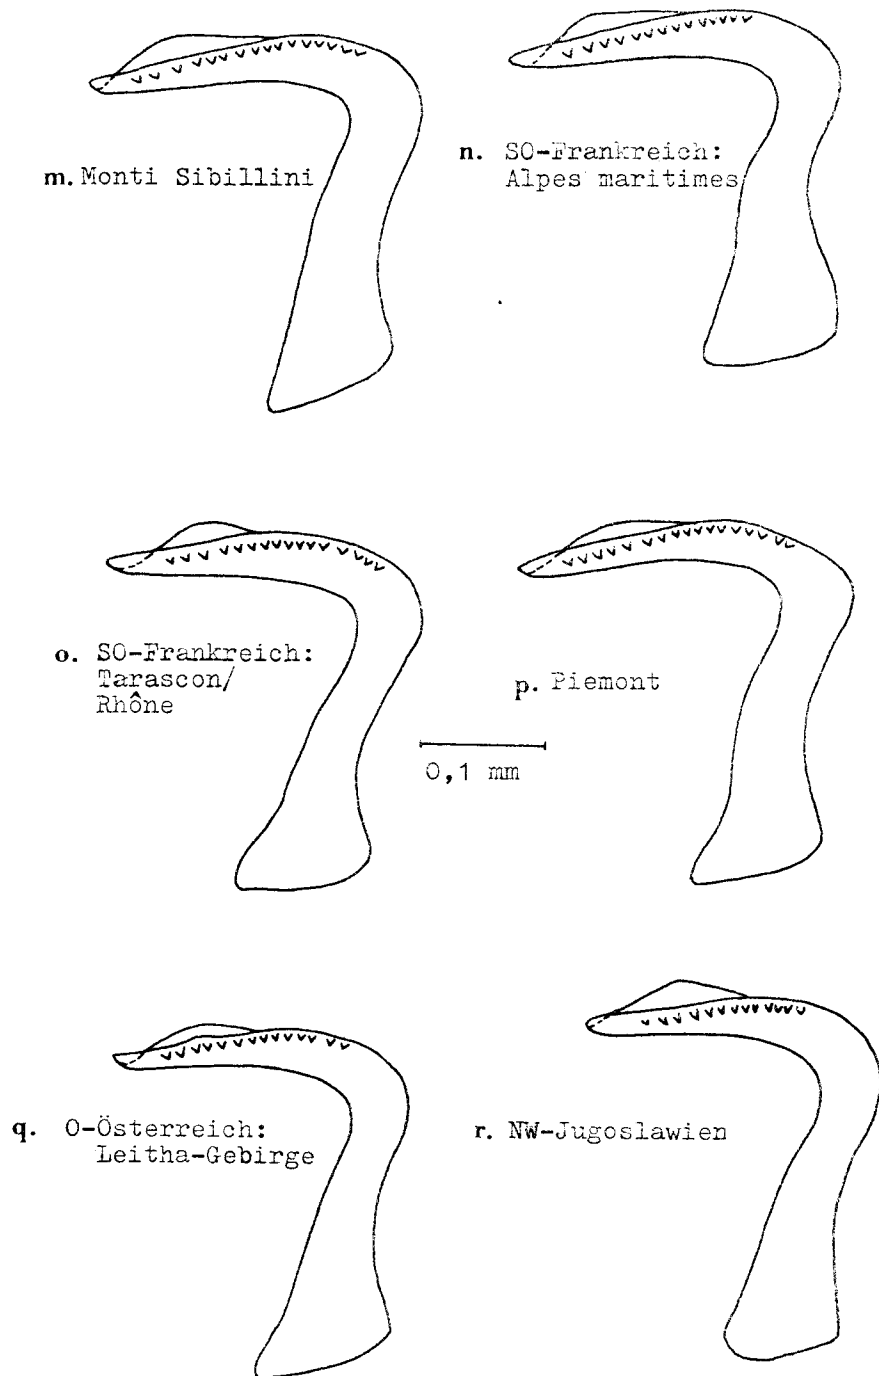 m. Monti Sibillini
n. SO-Frankreich:
Alpes maritimes
o. SO-Frankreich:
Tarascon/
Rhône
p. Piemont
0,1 mm
q. O-Österreich:
Leitha-Gebirge
r. NW-Jugoslawien